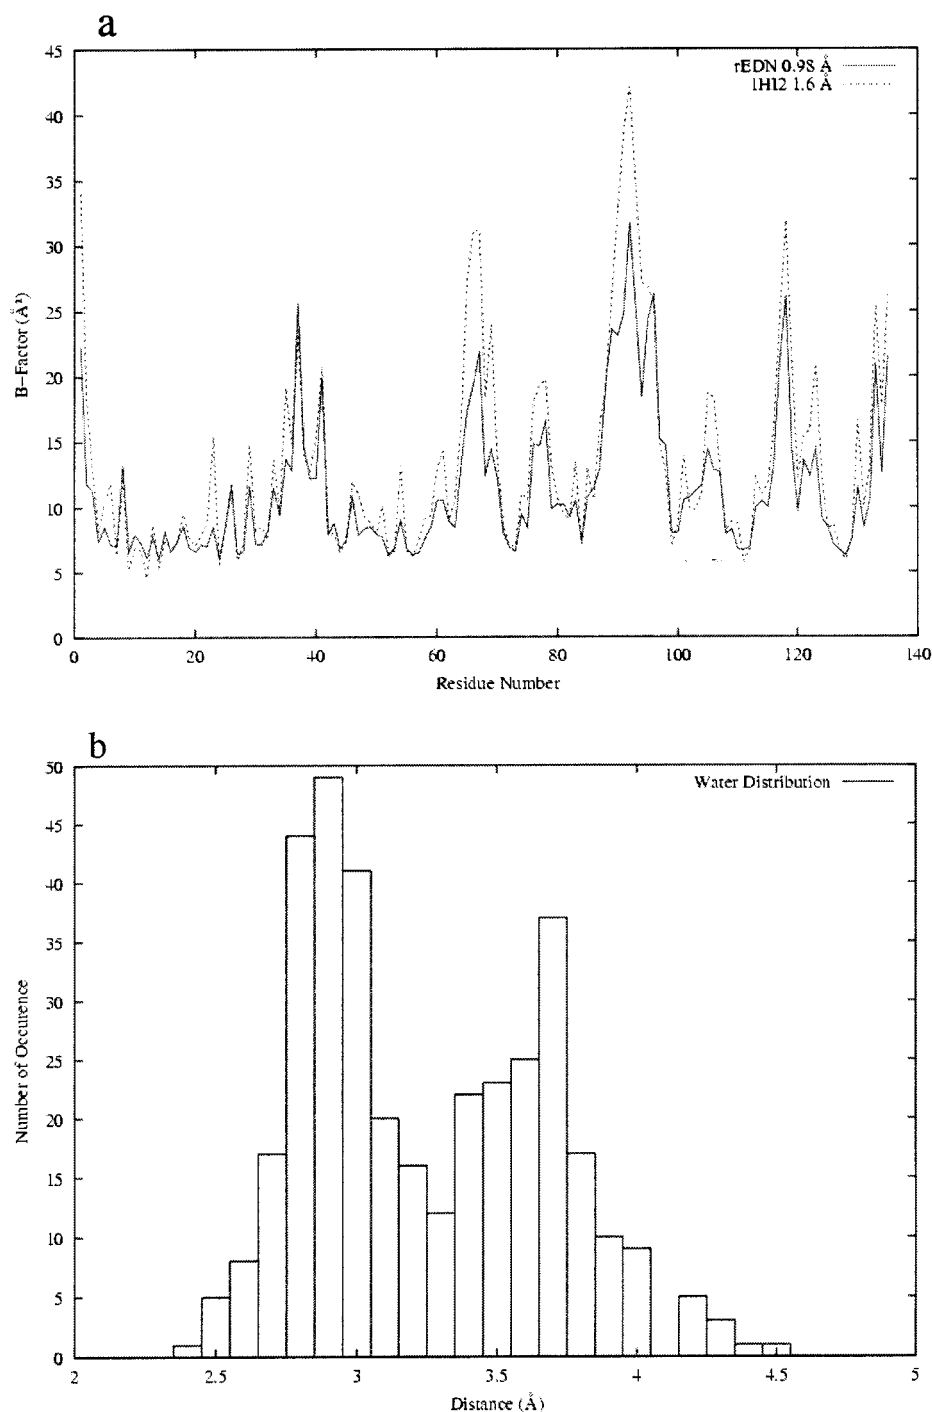 a
45
40
35
30
25
20
15
10
5
0
B-Factor (Å²)
rEDN 0.98 Å
1HI2 1.6 Å
0 20 40 60 80 100 120 140
Residue Number
b
50
45
40
35
30
25
20
15
10
5
0
Number of Occurence
Water Distribution
2 2.5 3 3.5 4 4.5 5
Distance (Å)